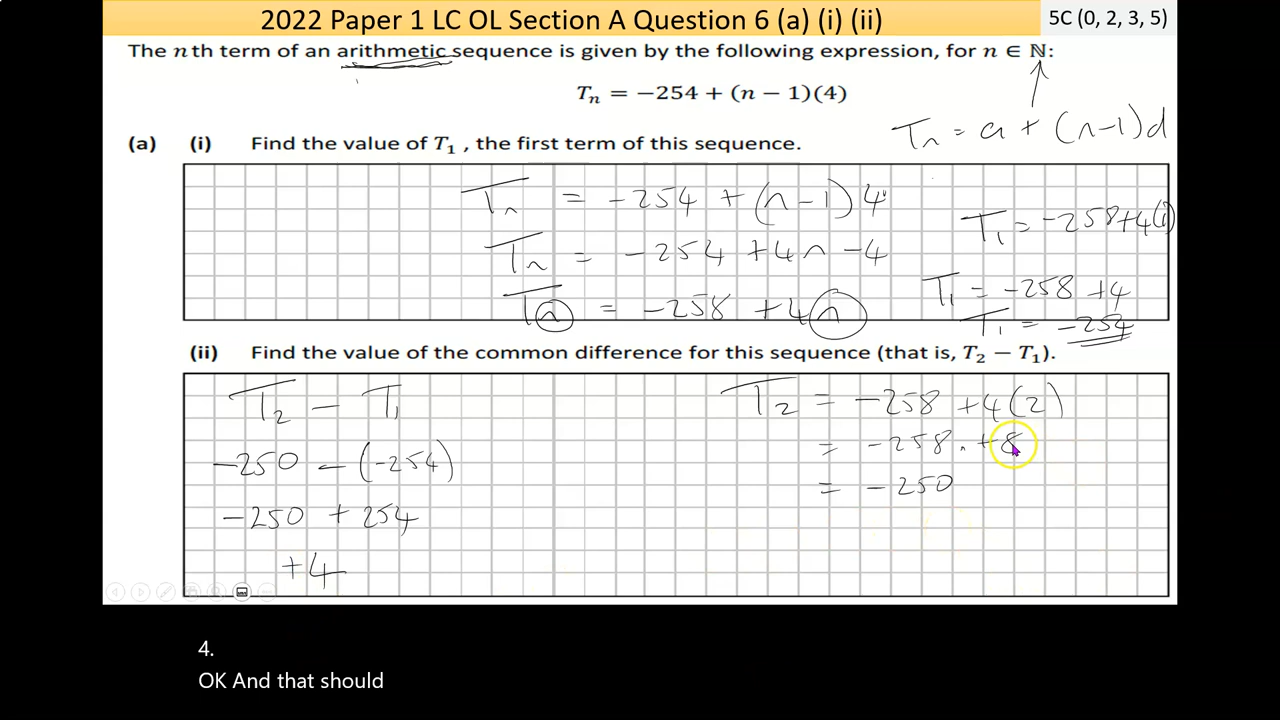 2022 Paper 1 LC OL Section A Question 6 (a) (i) (ii)
5C (0, 2, 3, 5)
The nth term of an arithmetic sequence is given by the following expression, for n ∈ ℕ:
Tₙ = −254 + (n − 1)(4)
Tₙ = a + (n−1)d
(a) (i) Find the value of T₁ , the first term of this sequence.
Tₙ = −254 + (n−1)4
Tₙ = −254 +4n −4
Tₙ = −258 +4n
T₁ = −258+4(1)
T₁ = −258 +4
T₁ = −254
(ii) Find the value of the common difference for this sequence (that is, T₂ − T₁).
T₂ − T₁
−250 − (−254)
−250 + 254
+4
T₂ = −258 +4(2)
= −258 +8
= −250
4.
OK And that should